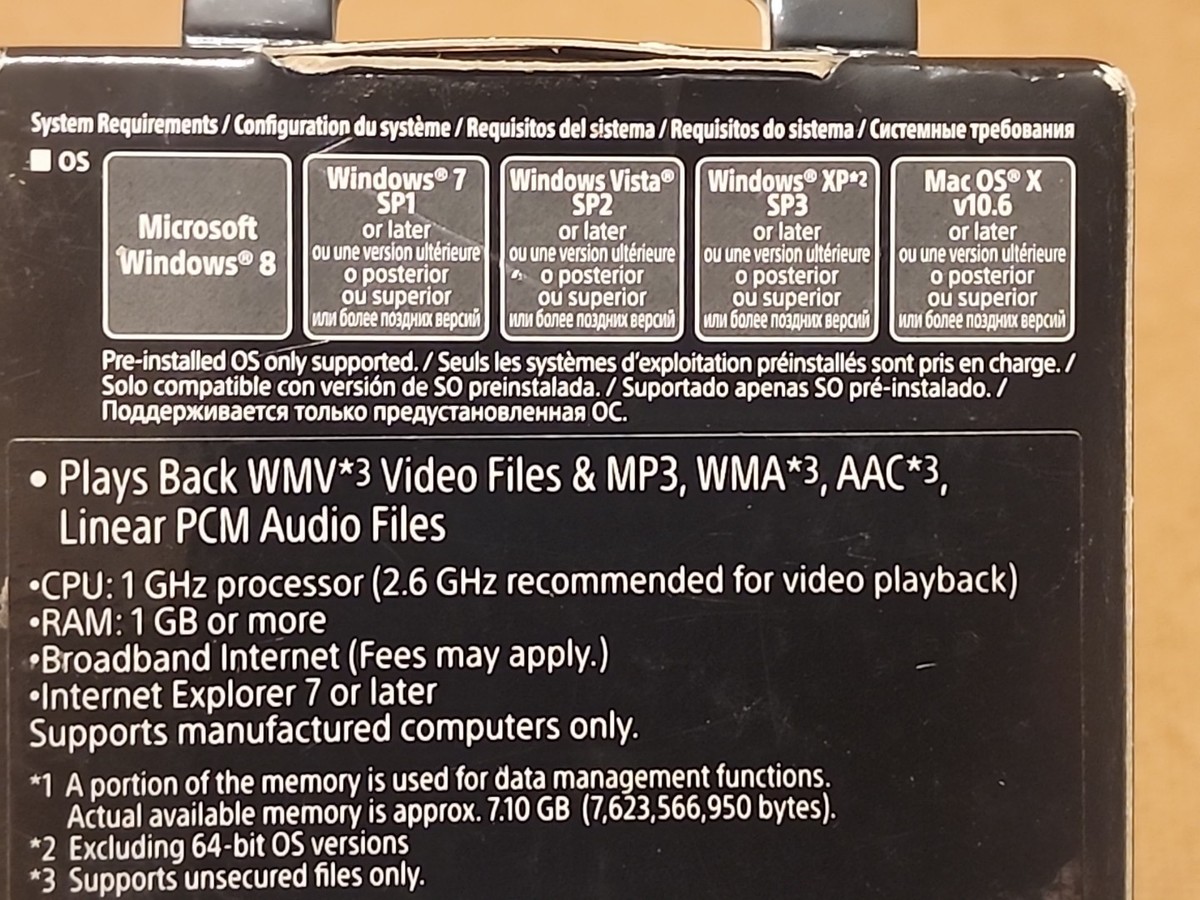 System Requirements / Configuration du système / Requisitos del sistema / Requisitos do sistema / Системные требования
OS
Microsoft
Windows® 8
Windows® 7
SP1
or later
ou une version ultérieure
o posterior
ou superior
или более поздних версий
Windows Vista®
SP2
or later
ou une version ultérieure
o posterior
ou superior
или более поздних версий
Windows® XP*2
SP3
or later
ou une version ultérieure
o posterior
ou superior
или более поздних версий
Mac OS® X
v10.6
or later
ou une version ultérieure
o posterior
ou superior
или более поздних версий
Pre-installed OS only supported. / Seuls les systèmes d'exploitation préinstallés sont pris en charge. /
Solo compatible con versión de SO preinstalada. / Suportado apenas SO pré-instalado. /
Поддерживается только предустановленная ОС.
• Plays Back WMV*3 Video Files & MP3, WMA*3, AAC*3,
Linear PCM Audio Files
•CPU: 1 GHz processor (2.6 GHz recommended for video playback)
•RAM: 1 GB or more
•Broadband Internet (Fees may apply.)
•Internet Explorer 7 or later
Supports manufactured computers only.
*1 A portion of the memory is used for data management functions.
Actual available memory is approx. 7.10 GB (7,623,566,950 bytes).
*2 Excluding 64-bit OS versions
*3 Supports unsecured files only.